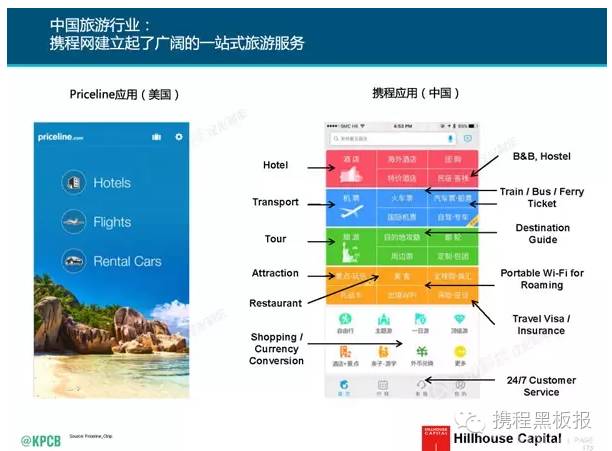 中国旅游行业：
携程网建立起了广阔的一站式旅游服务
Priceline应用（美国）
携程应用（中国）
priceline.com
Hotels
Flights
Rental Cars
Hotel
Transport
Tour
Attraction
Restaurant
Shopping /
Currency
Conversion
SMC HK
4:53 PM
83%
酒店
海外酒店
团购
特价酒店
民宿·客栈
机票
火车票
汽车票·船票
国际机票
自驾·专车
旅游
目的地攻略
邮轮
周边游
定制·包团
景点·玩乐
美食
礼品卡
出境WiFi
保险·签证
自由行
主题游
一日游
顶级游
酒店+景点
亲子·游学
外币兑换
更多
B&B, Hostel
Train / Bus / Ferry
Ticket
Destination
Guide
Portable Wi-Fi for
Roaming
Travel Visa /
Insurance
24/7 Customer
Service
@KPCB
Source: Priceline, Ctrip.
HILLHOUSE
CAPITAL
Hillhouse Capital
携程黑板报
PAGE